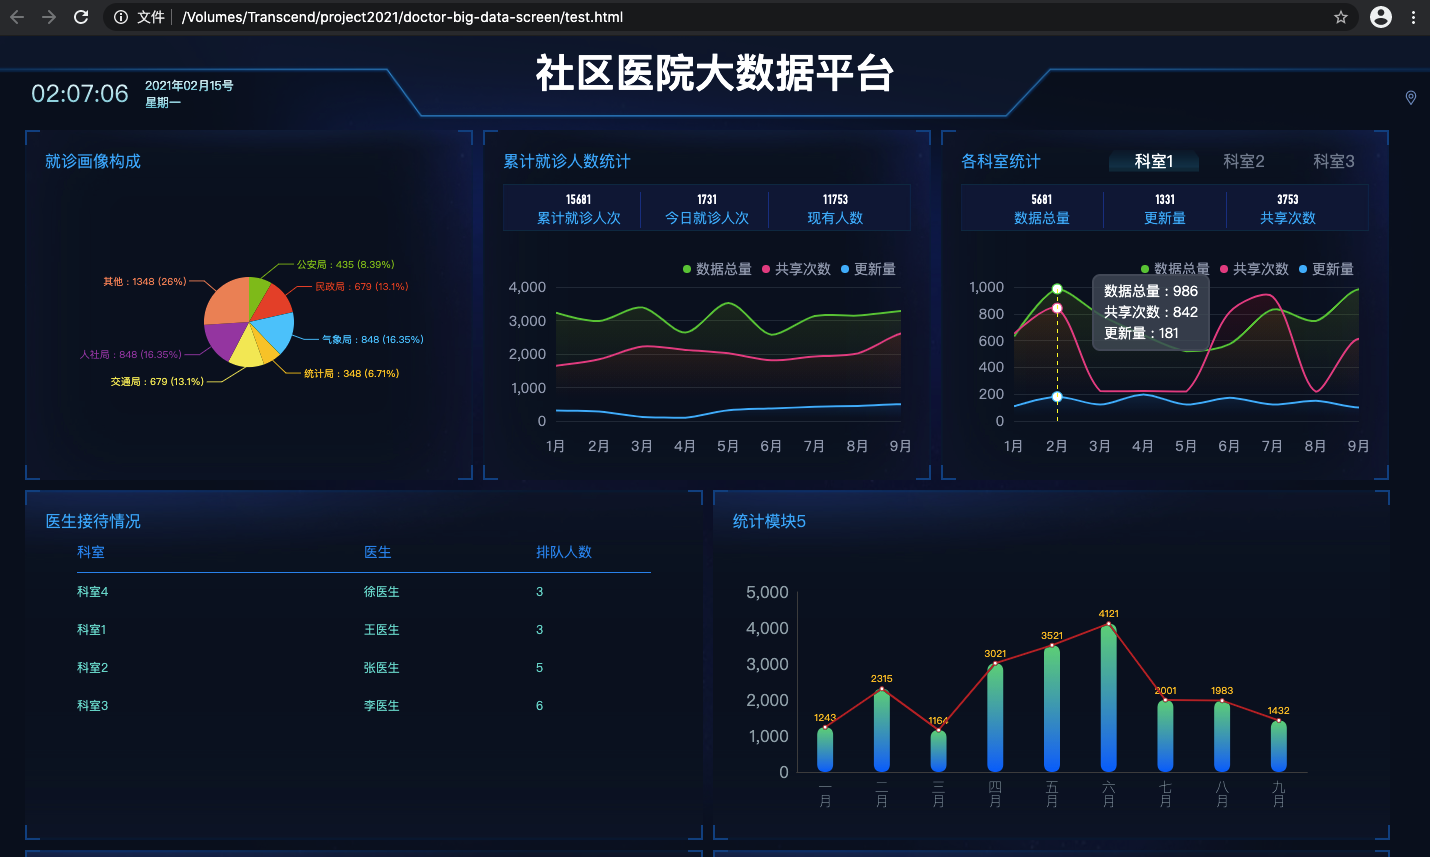 文件 /Volumes/Transcend/project2021/doctor-big-data-screen/test.html
社区医院大数据平台
02:07:06
2021年02月15号
星期一
就诊画像构成
公安局 : 435 (8.39%)
其他 : 1348 (26%)
民政局 : 679 (13.1%)
气象局 : 848 (16.35%)
人社局 : 848 (16.35%)
统计局 : 348 (6.71%)
交通局 : 679 (13.1%)
累计就诊人数统计
15681 1731 11753
累计就诊人次 今日就诊人次 现有人数
数据总量 共享次数 更新量
4,000
3,000
2,000
1,000
0
1月 2月 3月 4月 5月 6月 7月 8月 9月
各科室统计 科室1 科室2 科室3
5681 1331 3753
数据总量 更新量 共享次数
数据总量 共享次数 更新量
数据总量 : 986
共享次数 : 842
更新量 : 181
1,000
800
600
400
200
0
1月 2月 3月 4月 5月 6月 7月 8月 9月
医生接待情况
科室 医生 排队人数
科室4 徐医生 3
科室1 王医生 3
科室2 张医生 5
科室3 李医生 6
统计模块5
5,000
4,000
3,000
2,000
1,000
0
1243 2315 1164 3021 3521 4121 2001 1983 1432
一月 二月 三月 四月 五月 六月 七月 八月 九月